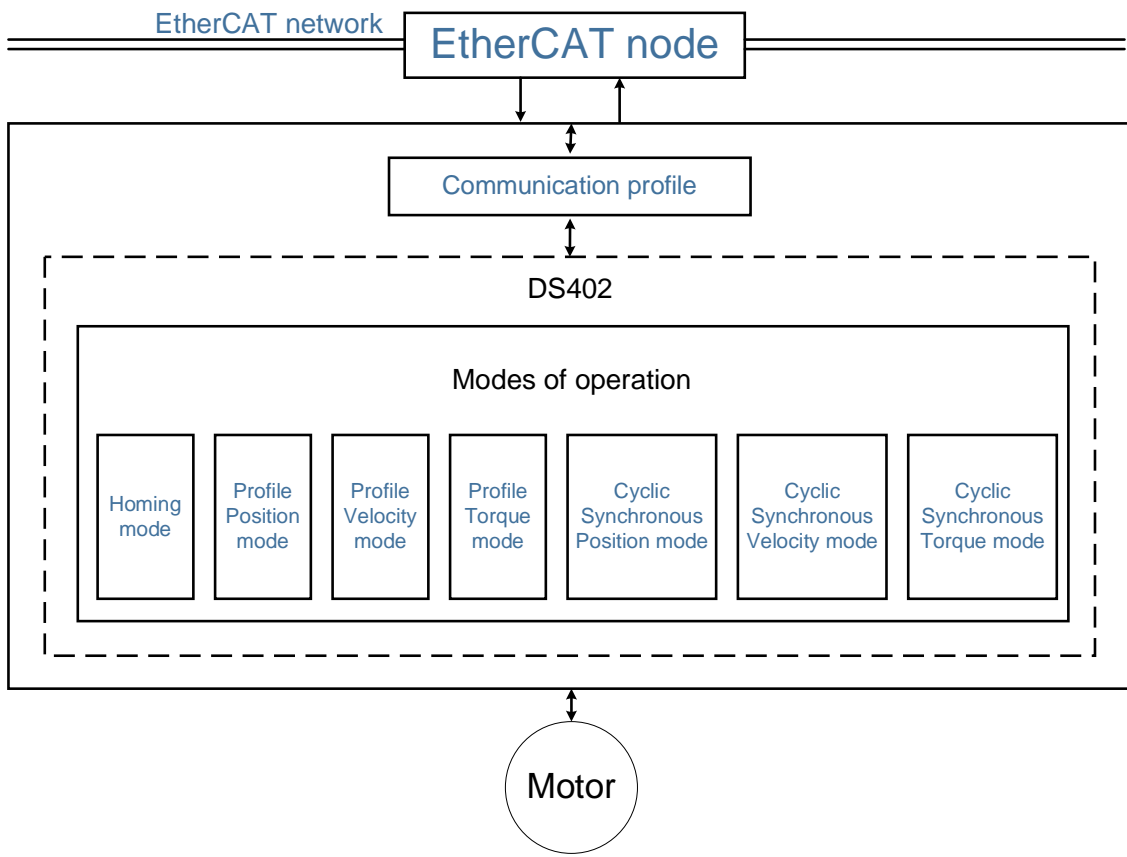 EtherCAT network
EtherCAT node
Communication profile
DS402
Modes of operation
Homing
mode
Profile
Position
mode
Profile
Velocity
mode
Profile
Torque
mode
Cyclic
Synchronous
Position mode
Cyclic
Synchronous
Velocity mode
Cyclic
Synchronous
Torque mode
Motor